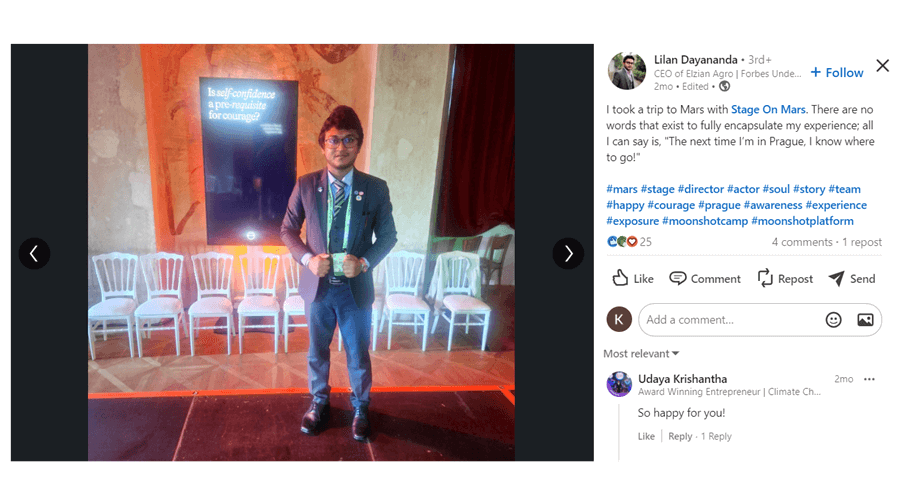 Is self-confidence
a pre-requisite
for courage?
Lilan Dayananda • 3rd+
CEO of Elzian Agro | Forbes Unde...
2mo • Edited •
+ Follow
I took a trip to Mars with Stage On Mars. There are no
words that exist to fully encapsulate my experience; all
I can say is, "The next time I'm in Prague, I know where
to go!"
#mars #stage #director #actor #soul #story #team
#happy #courage #prague #awareness #experience
#exposure #moonshotcamp #moonshotplatform
25
4 comments · 1 repost
Like
Comment
Repost
Send
K
Add a comment...
Most relevant
Udaya Krishantha
2mo
Award Winning Entrepreneur | Climate Ch...
So happy for you!
Like | Reply · 1 Reply